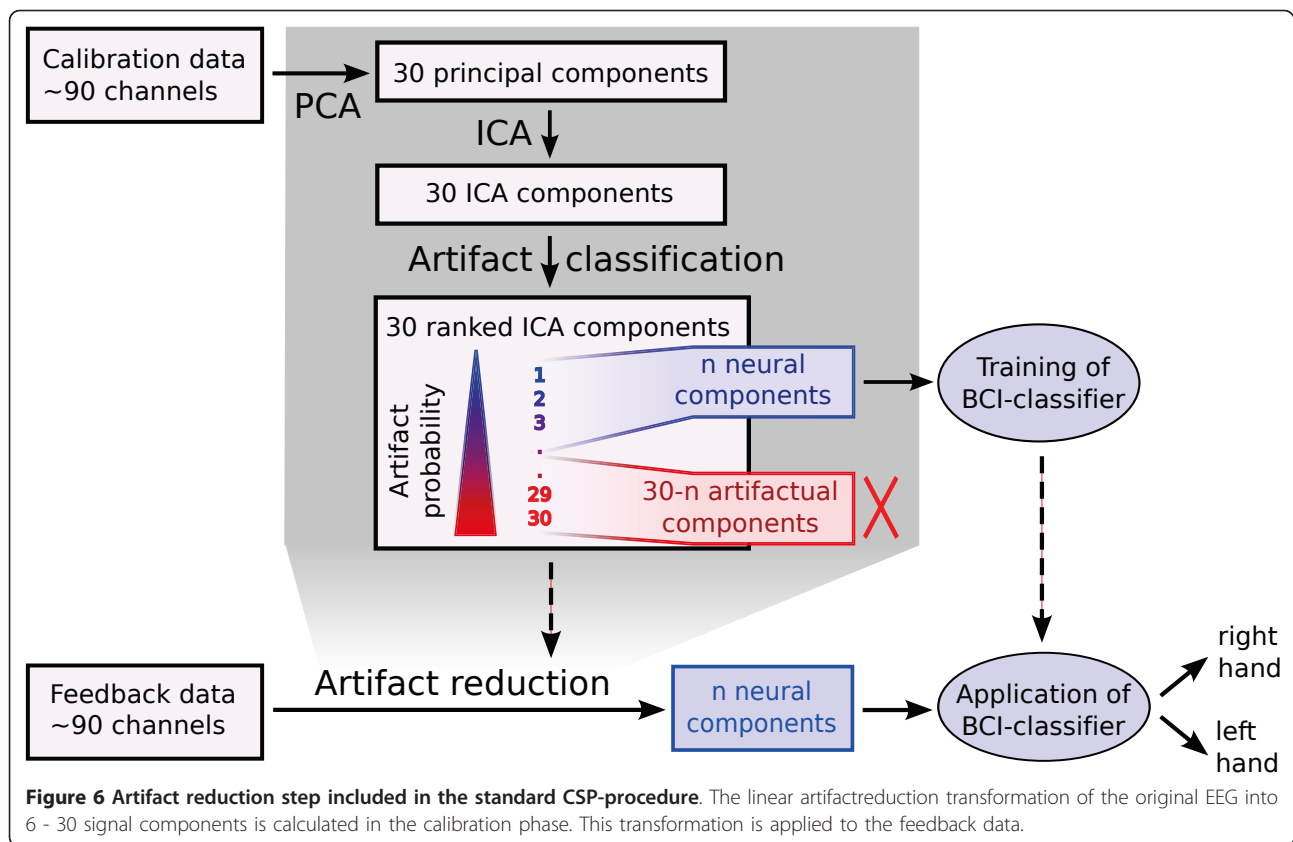 Calibration data
~90 channels
PCA
30 principal components
ICA
30 ICA components
Artifact classification
30 ranked ICA components
Artifact
probability
1
2
3
.
.
29
30
n neural
components
30-n artifactual
components
Training of
BCI-classifier
Feedback data
~90 channels
Artifact reduction
n neural
components
Application of
BCI-classifier
right
hand
left
hand
Figure 6 Artifact reduction step included in the standard CSP-procedure. The linear artifactreduction transformation of the original EEG into
6 - 30 signal components is calculated in the calibration phase. This transformation is applied to the feedback data.